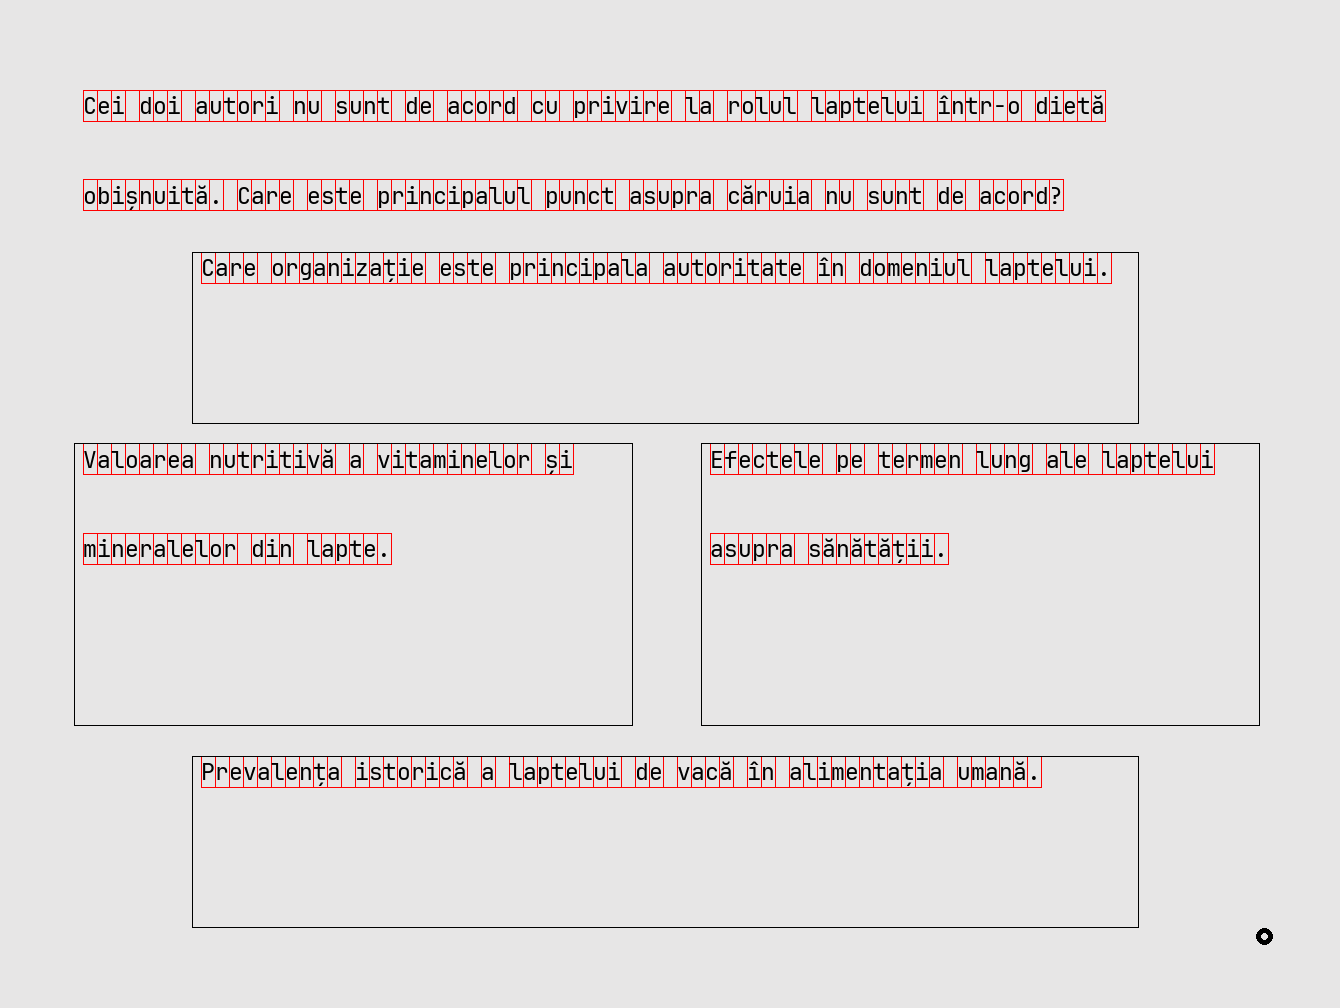 Cei doi autori nu sunt de acord cu privire la rolul laptelui într-o dietă
obișnuită. Care este principalul punct asupra căruia nu sunt de acord?
Care organizație este principala autoritate în domeniul laptelui.
Valoarea nutritivă a vitaminelor și
mineralelor din lapte.
Efectele pe termen lung ale laptelui
asupra sănătății.
Prevalența istorică a laptelui de vacă în alimentația umană.